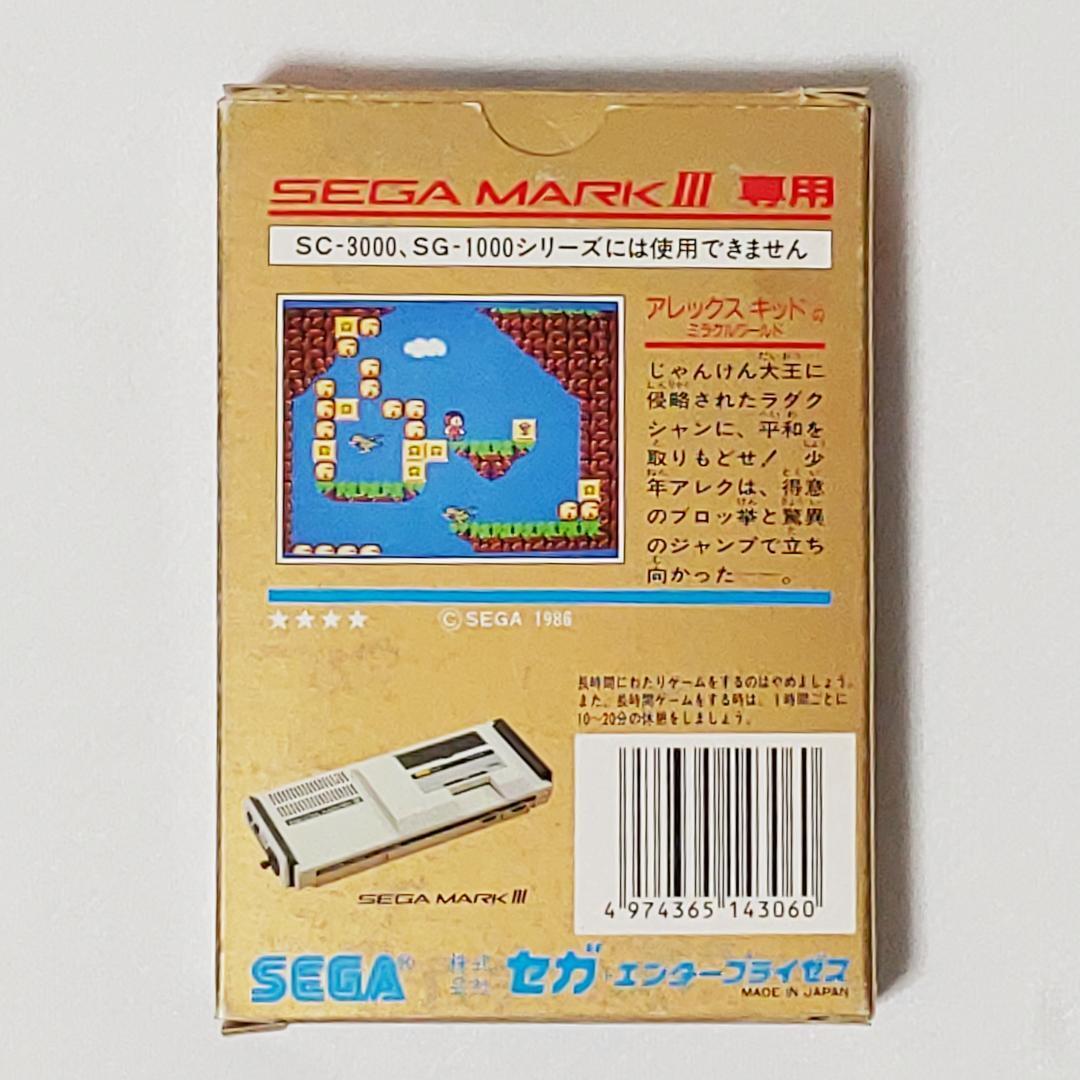 SEGA MARK III 専用
SC-3000、SG-1000シリーズには使用できません
アレックス キッドの
ミラクルワールド
じゃんけん大王に
侵略されたラダク
シャンに、平和を
取りもどせ! 少
年アレクは、得意
のブロッ拳と驚異
のジャンプで立ち
向かった——。
★★★★ © SEGA 1986
長時間にわたりゲームをするのはやめましょう。
また、長時間ゲームをする時は、1時間ごとに
10〜20分の休憩をしましょう。
SEGA MARK III
4 974365 143060
SEGA® 株式会社 セガ・エンタープライゼス
MADE IN JAPAN